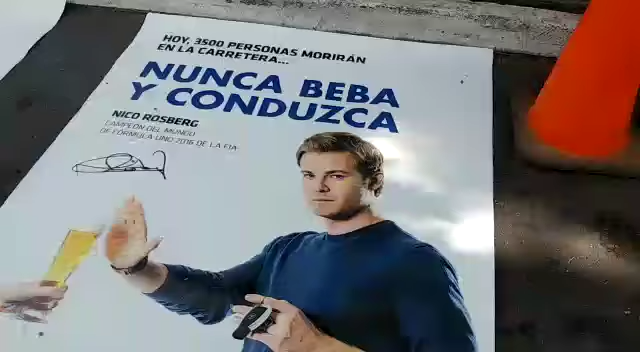 HOY, 3500 PERSONAS MORIRÁN
EN LA CARRETERA...
NUNCA BEBA
Y CONDUZCA
NICO ROSBERG
CAMPEÓN DEL MUNDO
DE FÓRMULA UNO 2016 DE LA FIA